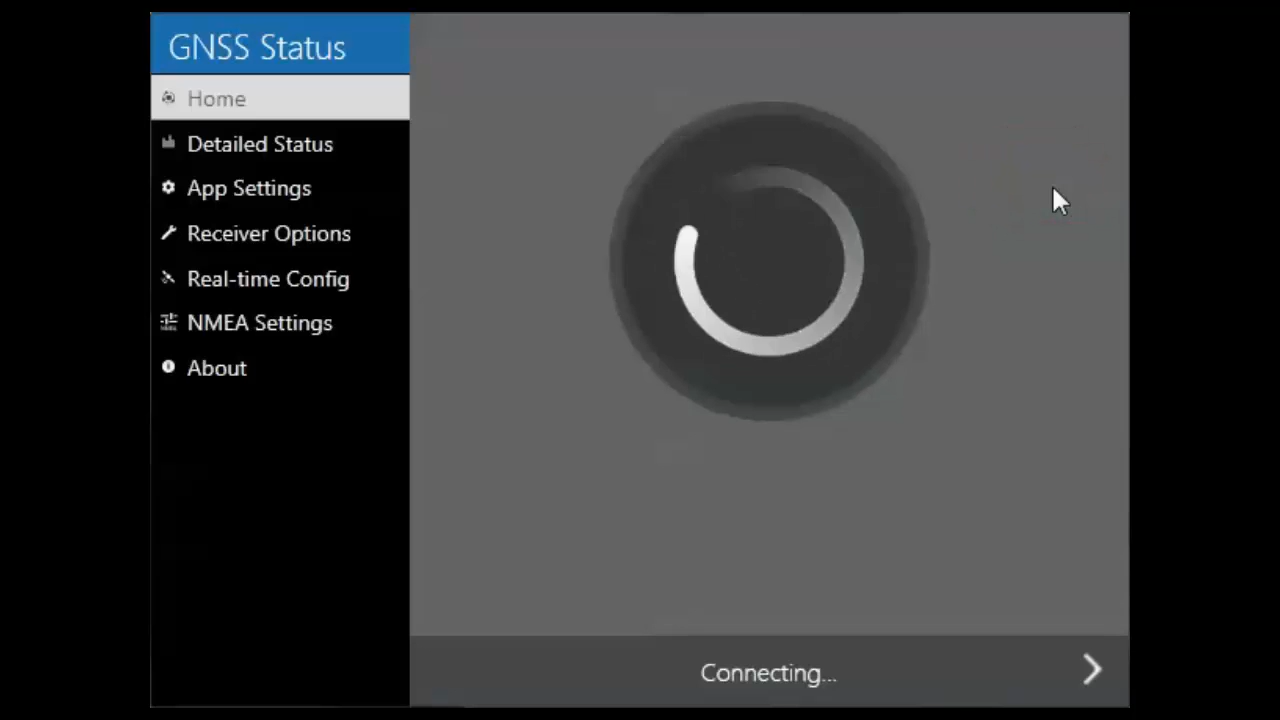 GNSS Status
Home
Detailed Status
App Settings
Receiver Options
Real-time Config
NMEA Settings
About
Connecting...